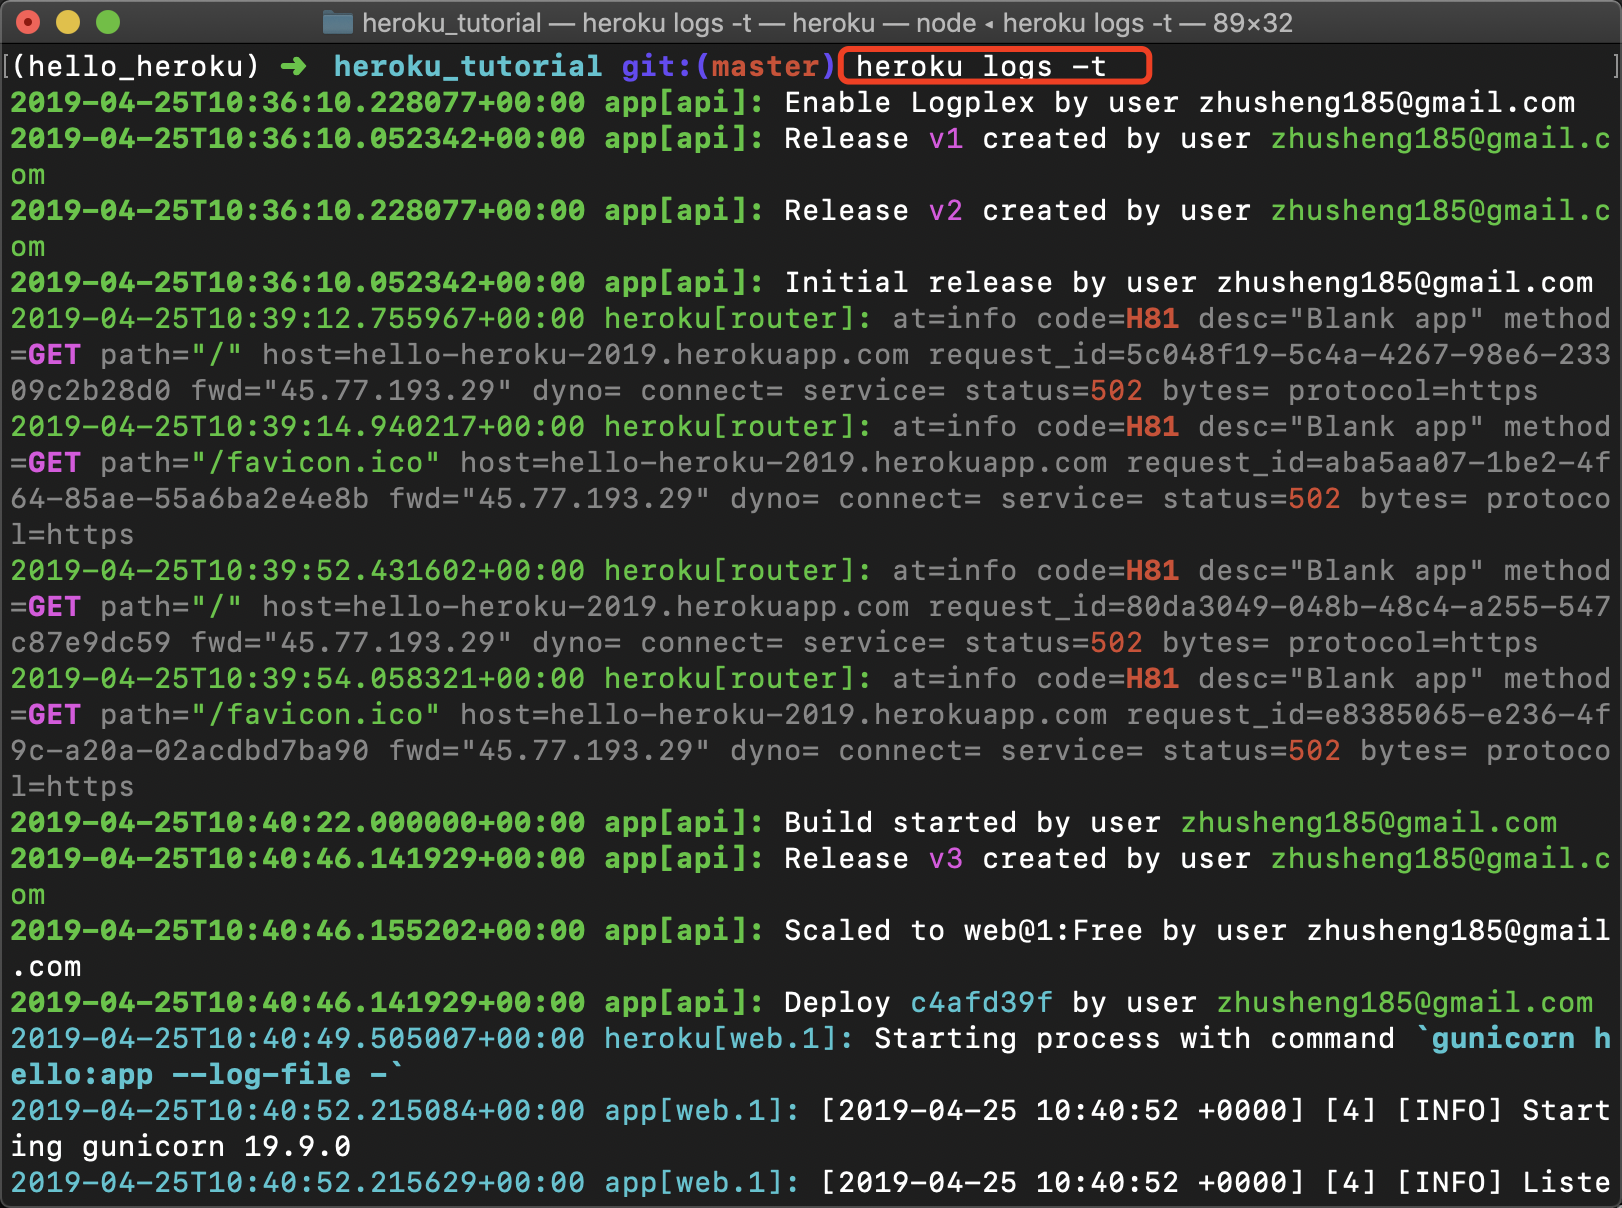 heroku_tutorial — heroku logs -t — heroku — node ◂ heroku logs -t — 89×32
[(hello_heroku) ➜  heroku_tutorial git:(master) heroku logs -t ]
2019-04-25T10:36:10.228077+00:00 app[api]: Enable Logplex by user zhusheng185@gmail.com
2019-04-25T10:36:10.052342+00:00 app[api]: Release v1 created by user zhusheng185@gmail.c
om
2019-04-25T10:36:10.228077+00:00 app[api]: Release v2 created by user zhusheng185@gmail.c
om
2019-04-25T10:36:10.052342+00:00 app[api]: Initial release by user zhusheng185@gmail.com
2019-04-25T10:39:12.755967+00:00 heroku[router]: at=info code=H81 desc="Blank app" method
=GET path="/" host=hello-heroku-2019.herokuapp.com request_id=5c048f19-5c4a-4267-98e6-233
09c2b28d0 fwd="45.77.193.29" dyno= connect= service= status=502 bytes= protocol=https
2019-04-25T10:39:14.940217+00:00 heroku[router]: at=info code=H81 desc="Blank app" method
=GET path="/favicon.ico" host=hello-heroku-2019.herokuapp.com request_id=aba5aa07-1be2-4f
64-85ae-55a6ba2e4e8b fwd="45.77.193.29" dyno= connect= service= status=502 bytes= protoco
l=https
2019-04-25T10:39:52.431602+00:00 heroku[router]: at=info code=H81 desc="Blank app" method
=GET path="/" host=hello-heroku-2019.herokuapp.com request_id=80da3049-048b-48c4-a255-547
c87e9dc59 fwd="45.77.193.29" dyno= connect= service= status=502 bytes= protocol=https
2019-04-25T10:39:54.058321+00:00 heroku[router]: at=info code=H81 desc="Blank app" method
=GET path="/favicon.ico" host=hello-heroku-2019.herokuapp.com request_id=e8385065-e236-4f
9c-a20a-02acdbd7ba90 fwd="45.77.193.29" dyno= connect= service= status=502 bytes= protoco
l=https
2019-04-25T10:40:22.000000+00:00 app[api]: Build started by user zhusheng185@gmail.com
2019-04-25T10:40:46.141929+00:00 app[api]: Release v3 created by user zhusheng185@gmail.c
om
2019-04-25T10:40:46.155202+00:00 app[api]: Scaled to web@1:Free by user zhusheng185@gmail
.com
2019-04-25T10:40:46.141929+00:00 app[api]: Deploy c4afd39f by user zhusheng185@gmail.com
2019-04-25T10:40:49.505007+00:00 heroku[web.1]: Starting process with command `gunicorn h
ello:app --log-file -`
2019-04-25T10:40:52.215084+00:00 app[web.1]: [2019-04-25 10:40:52 +0000] [4] [INFO] Start
ing gunicorn 19.9.0
2019-04-25T10:40:52.215629+00:00 app[web.1]: [2019-04-25 10:40:52 +0000] [4] [INFO] Liste